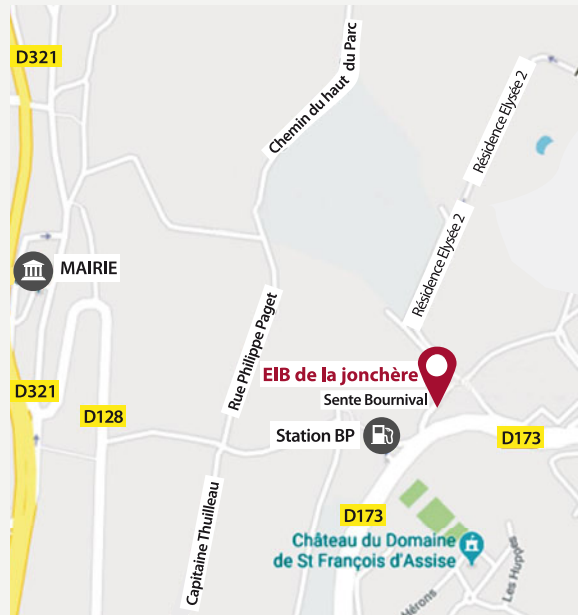 D321
Chemin du haut du Parc
Résidence Elysée 2
Résidence Elysée 2
MAIRIE
Rue Philippe Paget
EIB de la jonchère
Sente Bournival
D321
D128
Station BP
D173
Capitaine Thuilleau
D173
Château du Domaine
de St François d'Assise
Les Huppes
Hérons